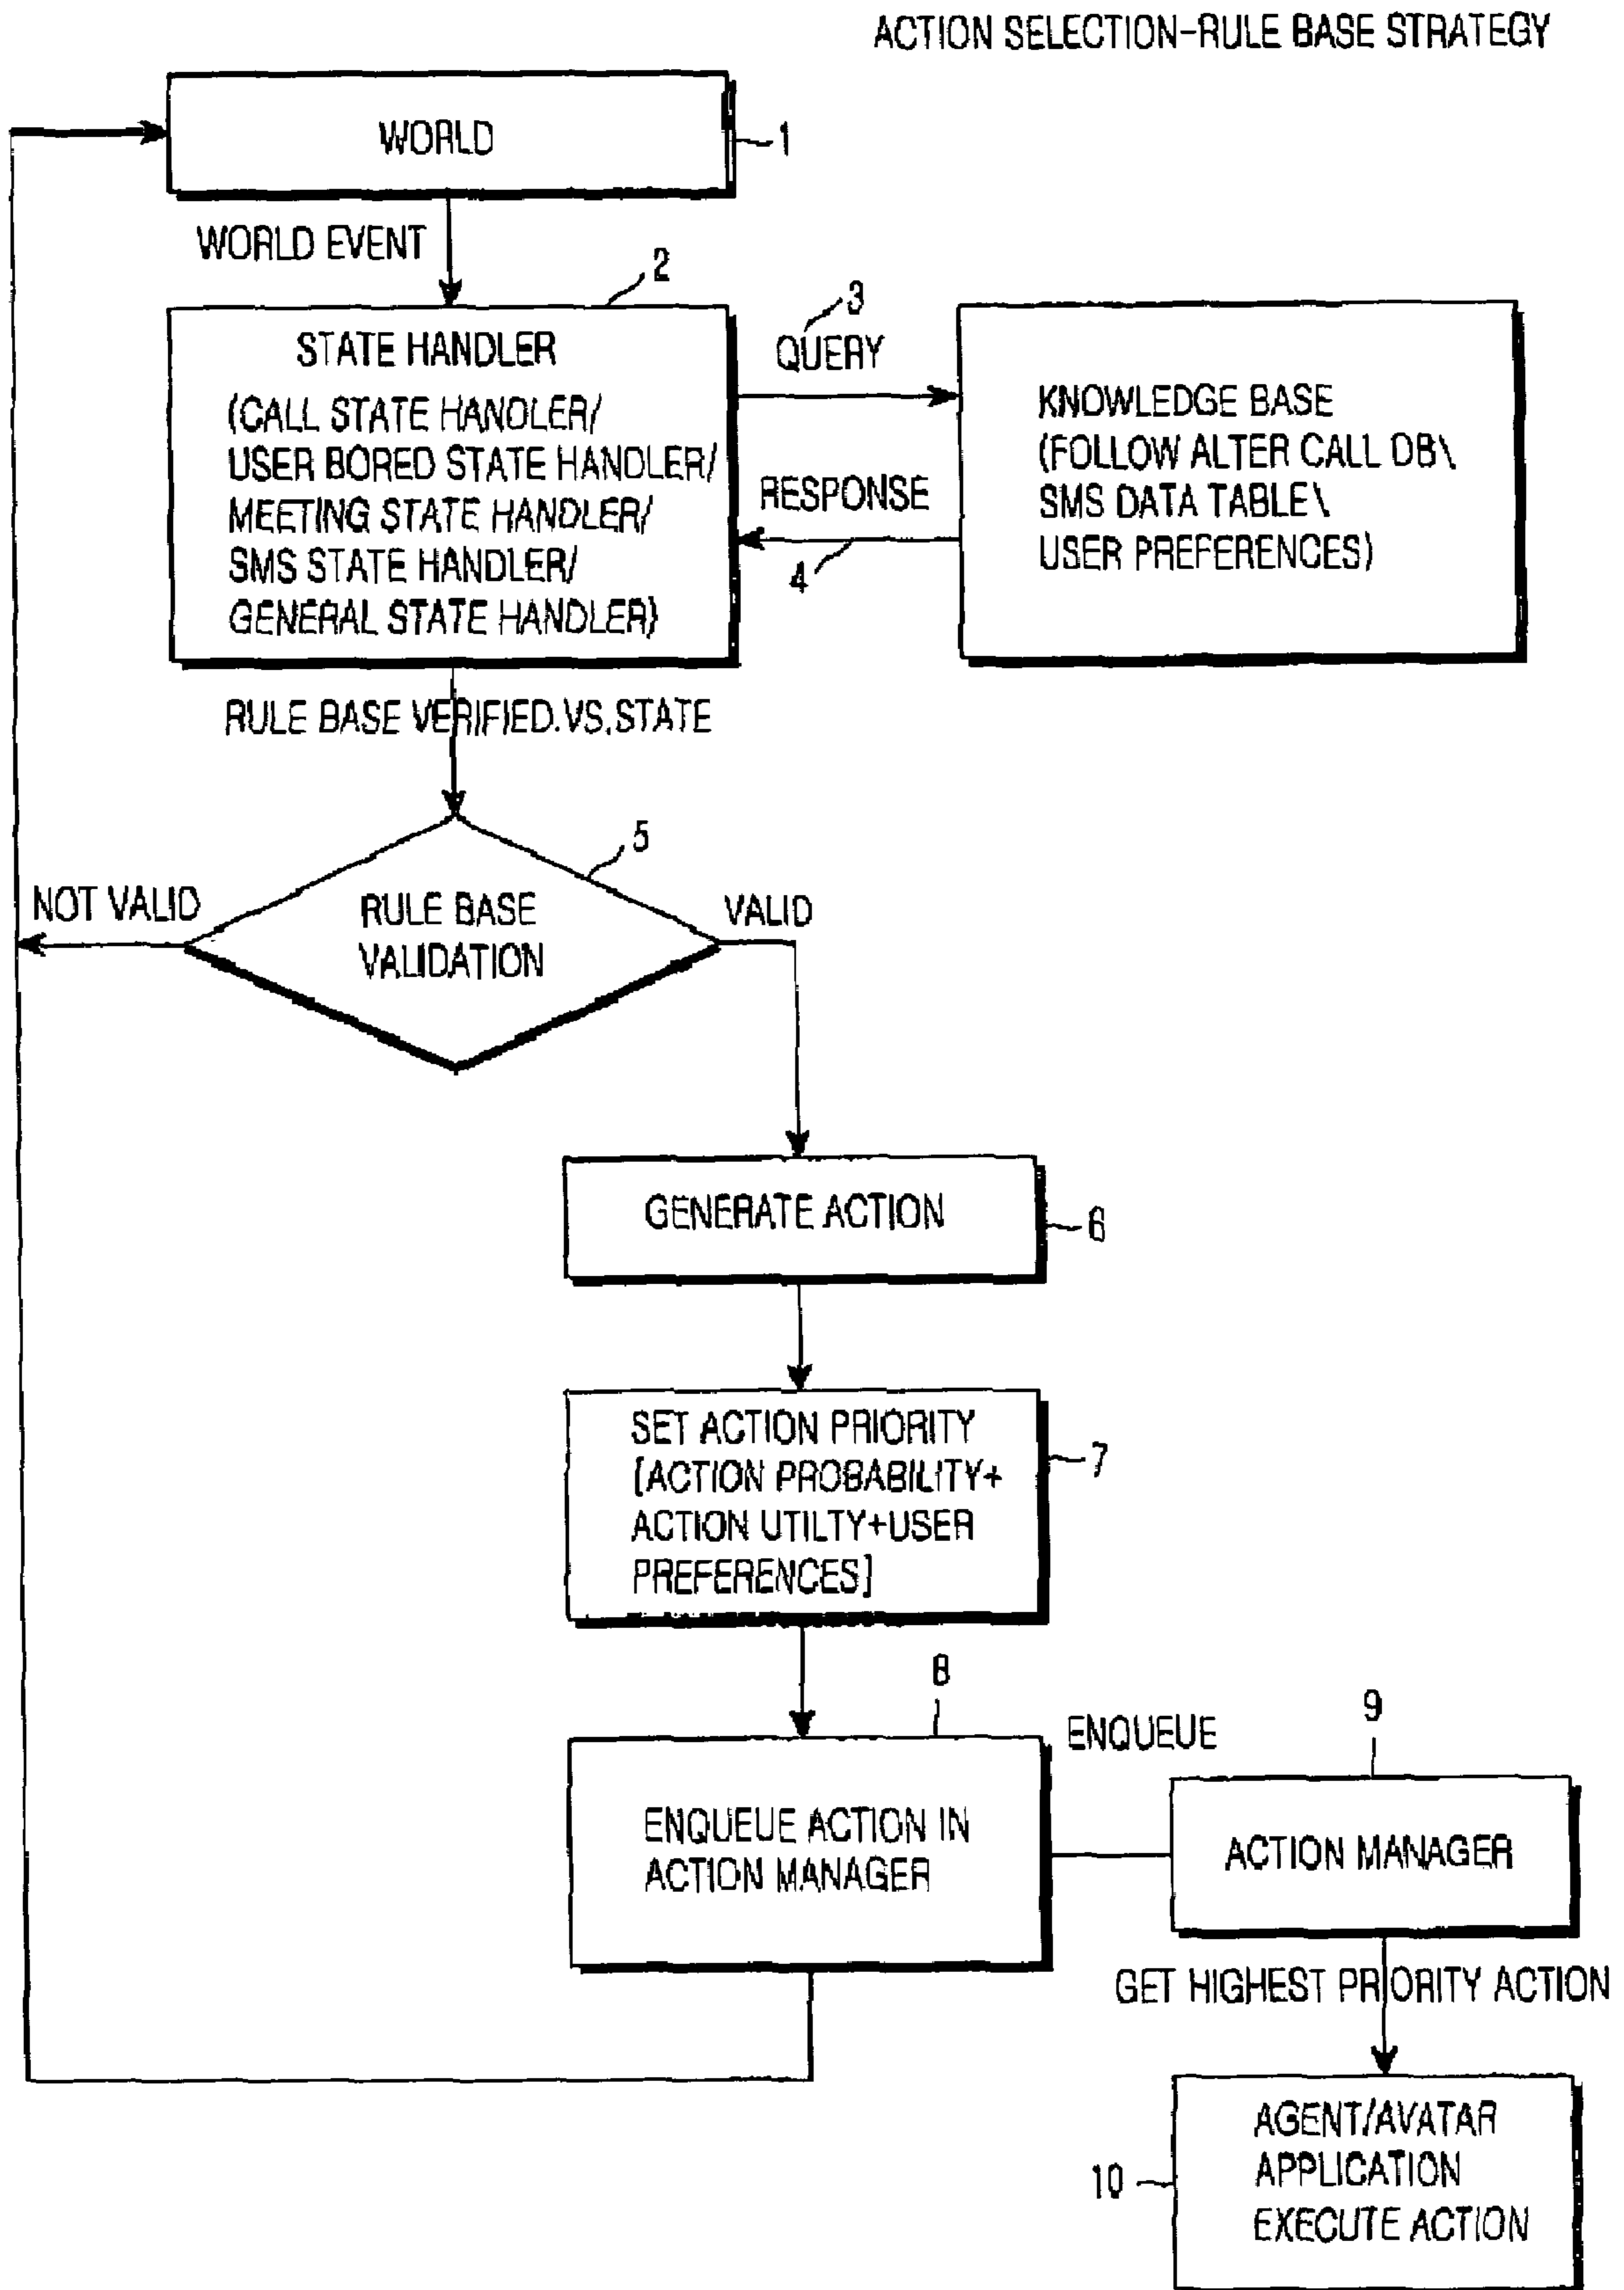 ACTION SELECTION-RULE BASE STRATEGY
WORLD
1
WORLD EVENT
2
STATE HANDLER
(CALL STATE HANDLER/
USER BORED STATE HANDLER/
MEETING STATE HANDLER/
SMS STATE HANDLER/
GENERAL STATE HANDLER)
3
QUERY
RESPONSE
4
KNOWLEDGE BASE
(FOLLOW ALTER CALL DB\
SMS DATA TABLE\
USER PREFERENCES)
RULE BASE VERIFIED.VS.STATE
5
NOT VALID
RULE BASE
VALIDATION
VALID
GENERATE ACTION
6
SET ACTION PRIORITY
[ACTION PROBABILITY+
ACTION UTILTY+USER
PREFERENCES]
7
8
ENQUEUE ACTION IN
ACTION MANAGER
ENQUEUE
9
ACTION MANAGER
GET HIGHEST PRIORITY ACTION
10
AGENT/AVATAR
APPLICATION
EXECUTE ACTION